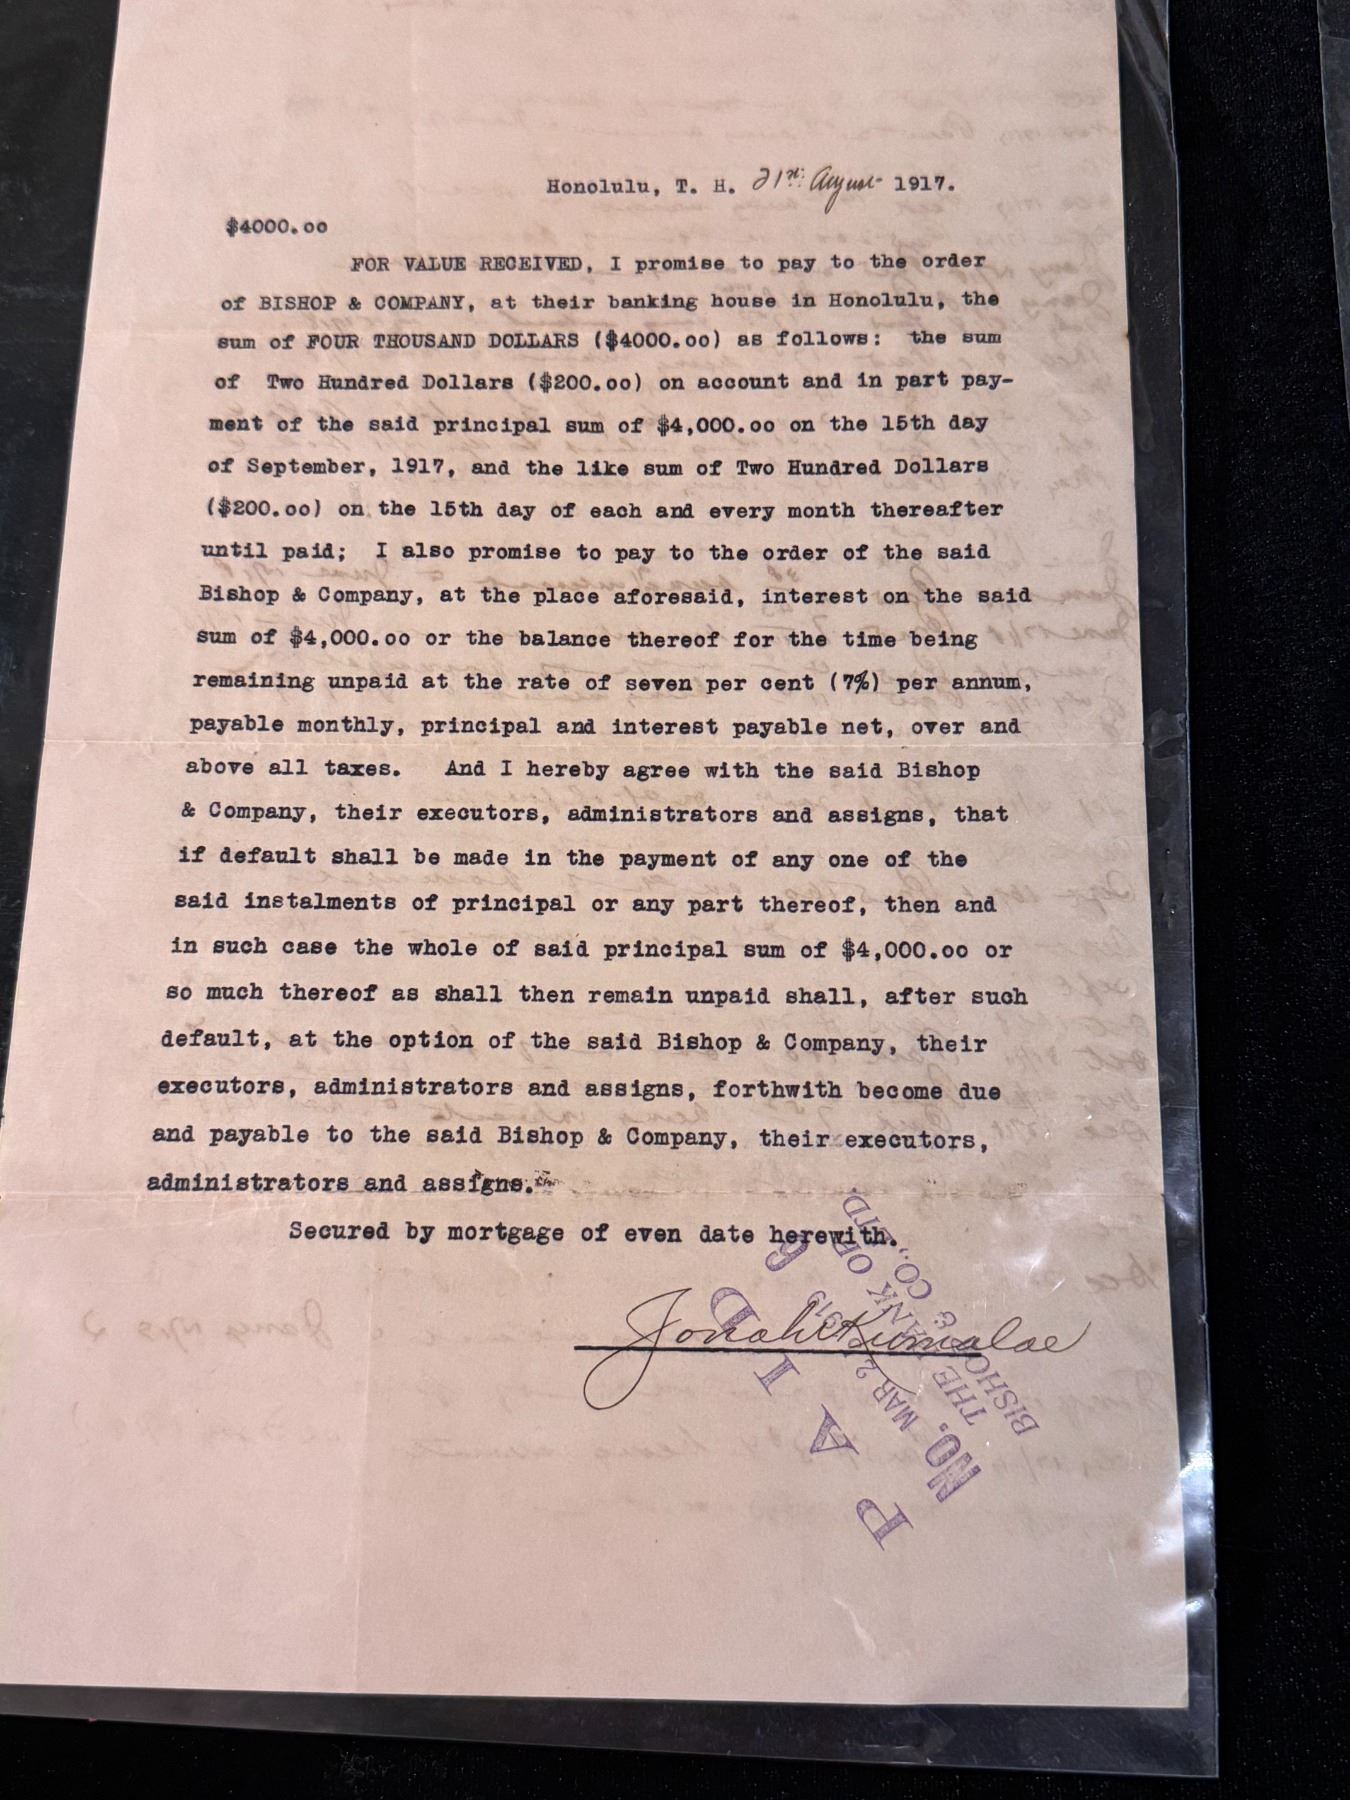 Honolulu, T. H. 21st August 1917.
$4000.oo
FOR VALUE RECEIVED, I promise to pay to the order
of BISHOP & COMPANY, at their banking house in Honolulu, the
sum of FOUR THOUSAND DOLLARS ($4000.oo) as follows: the sum
of Two Hundred Dollars ($200.oo) on account and in part pay-
ment of the said principal sum of $4,000.oo on the 15th day
of September, 1917, and the like sum of Two Hundred Dollars
($200.oo) on the 15th day of each and every month thereafter
until paid; I also promise to pay to the order of the said
Bishop & Company, at the place aforesaid, interest on the said
sum of $4,000.oo or the balance thereof for the time being
remaining unpaid at the rate of seven per cent (7%) per annum,
payable monthly, principal and interest payable net, over and
above all taxes. And I hereby agree with the said Bishop
& Company, their executors, administrators and assigns, that
if default shall be made in the payment of any one of the
said instalments of principal or any part thereof, then and
in such case the whole of said principal sum of $4,000.oo or
so much thereof as shall then remain unpaid shall, after such
default, at the option of the said Bishop & Company, their
executors, administrators and assigns, forthwith become due
and payable to the said Bishop & Company, their executors,
administrators and assigns.
Secured by mortgage of even date herewith.
Jonah Kumalae
PAID
NO. 6
MAR 2 1919
THE BANK OF
BISHOP & CO., LTD.